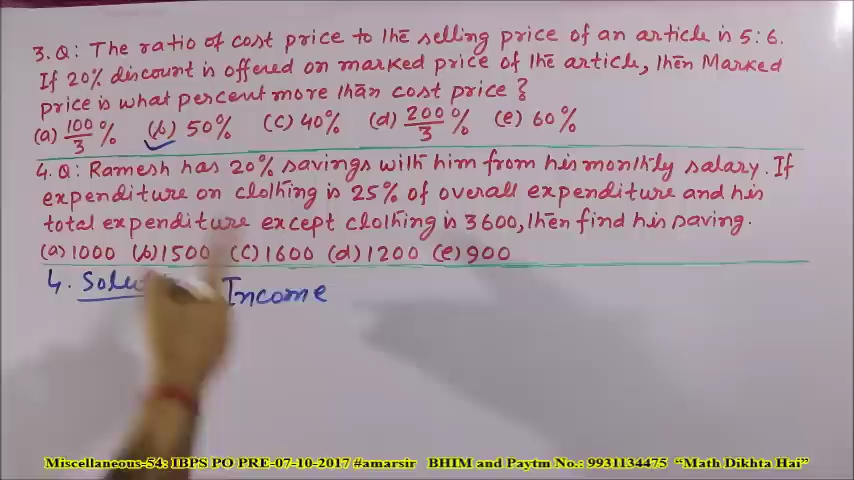 3. Q: The ratio of cost price to the selling price of an article is 5:6.
If 20% discount is offered on marked price of the article, then Marked
price is what percent more than cost price?
(a) 100/3 % (b) 50% (c) 40% (d) 200/3 % (e) 60%
4. Q: Ramesh has 20% savings with him from his monthly salary. If
expenditure on clothing is 25% of overall expenditure and his
total expenditure except clothing is 3600, then find his saving.
(a) 1000 (b) 1500 (c) 1600 (d) 1200 (e) 900
4. Income
Miscellaneous-54: IBPS PO PRE-07-10-2017 #amarsir BHIM and Paytm No.: 9931134475 “Math Dikhta Hai”